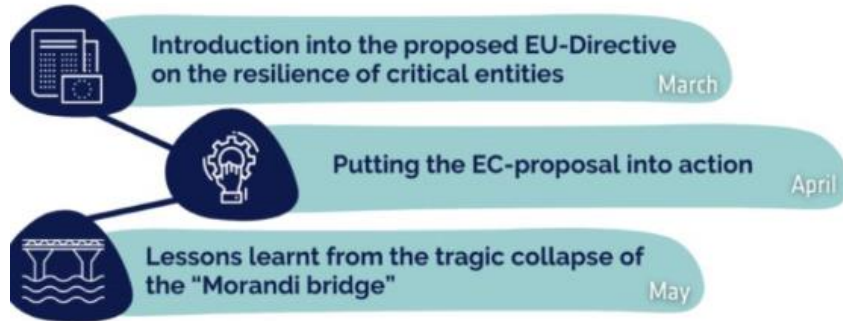 Introduction into the proposed EU-Directive
on the resilience of critical entities
March
Putting the EC-proposal into action
April
Lessons learnt from the tragic collapse of
the “Morandi bridge”
May